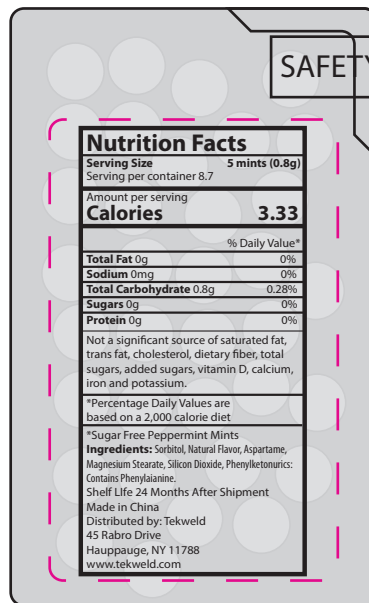 SAFETY
Nutrition Facts
Serving Size 5 mints (0.8g)
Serving per container 8.7
Amount per serving
Calories 3.33
% Daily Value*
Total Fat 0g 0%
Sodium 0mg 0%
Total Carbohydrate 0.8g 0.28%
Sugars 0g 0%
Protein 0g 0%
Not a significant source of saturated fat,
trans fat, cholesterol, dietary fiber, total
sugars, added sugars, vitamin D, calcium,
iron and potassium.
*Percentage Daily Values are
based on a 2,000 calorie diet
*Sugar Free Peppermint Mints
Ingredients: Sorbitol, Natural Flavor, Aspartame,
Magnesium Stearate, Silicon Dioxide, Phenylketonurics:
Contains Phenylaianine.
Shelf LIfe 24 Months After Shipment
Made in China
Distributed by: Tekweld
45 Rabro Drive
Hauppauge, NY 11788
www.tekweld.com